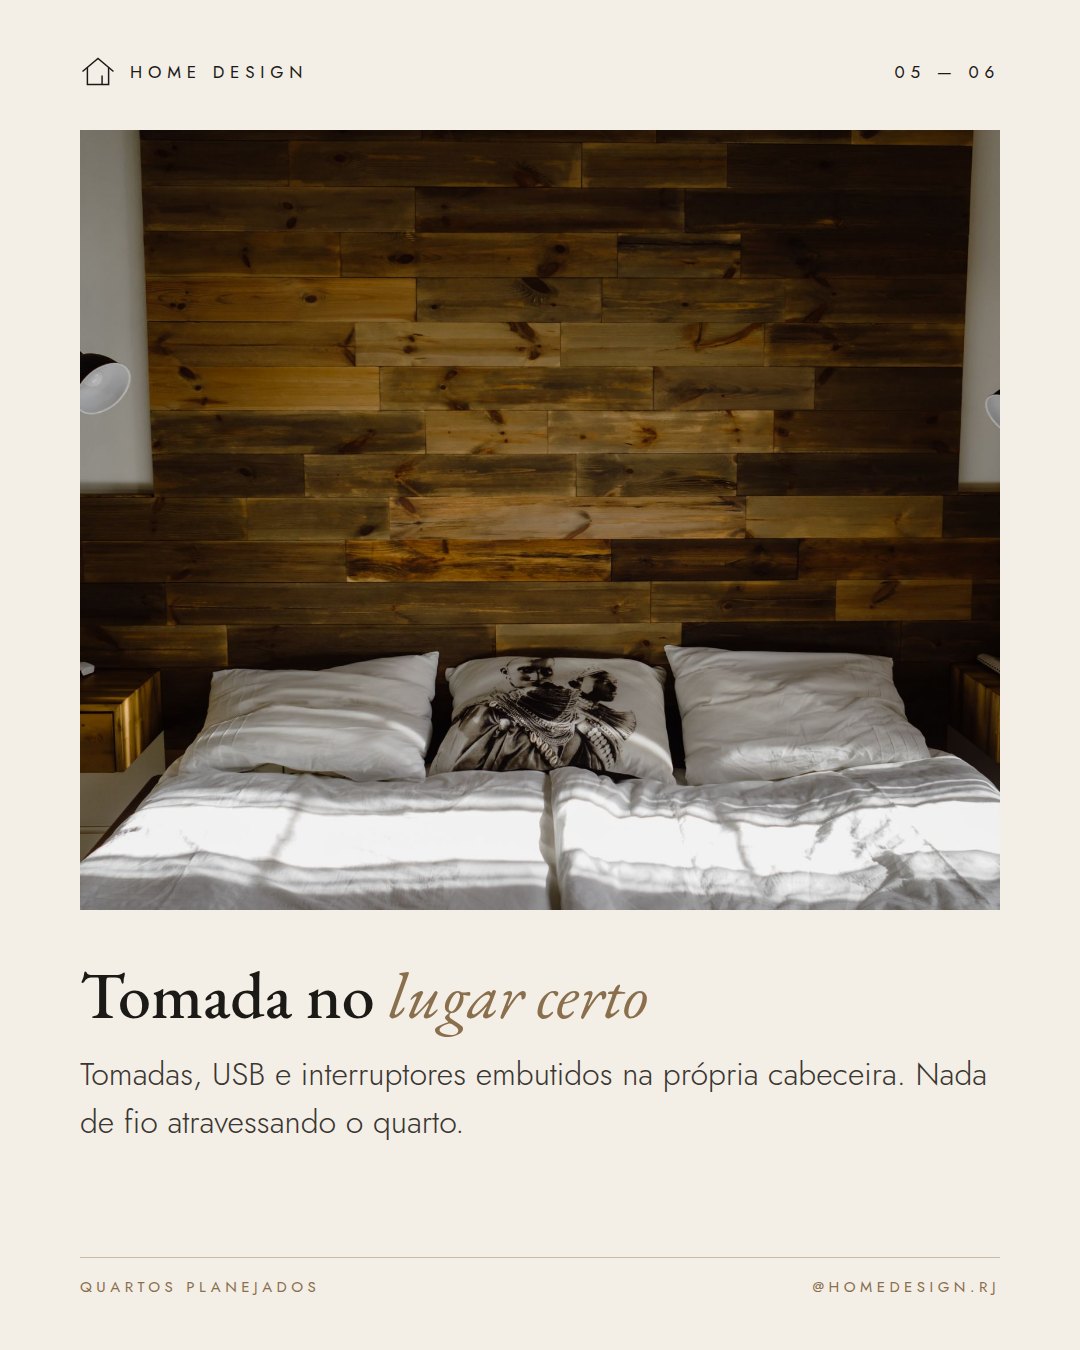 HOME DESIGN
05 — 06
Tomada no lugar certo
Tomadas, USB e interruptores embutidos na própria cabeceira. Nada
de fio atravessando o quarto.
QUARTOS PLANEJADOS
@HOMEDESIGN.RJ